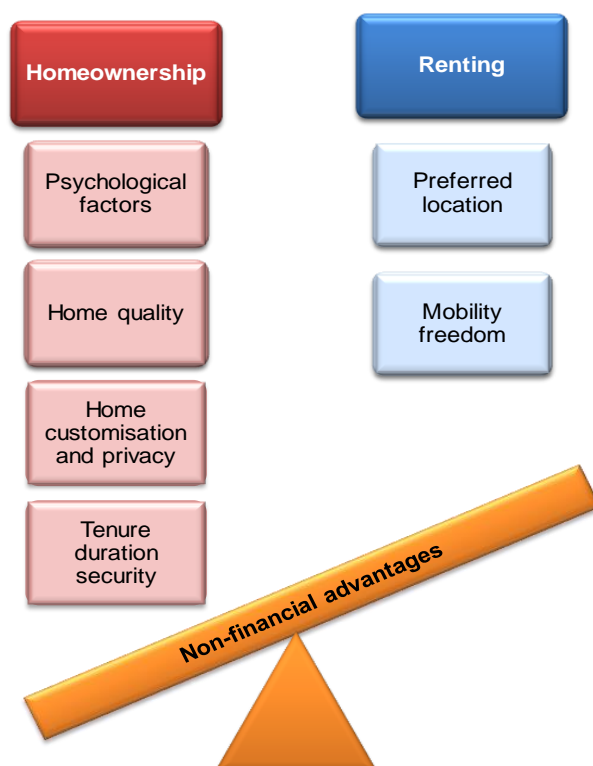 Homeownership
Psychological
factors
Home quality
Home
customisation
and privacy
Tenure
duration
security
Renting
Preferred
location
Mobility
freedom
Non-financial advantages